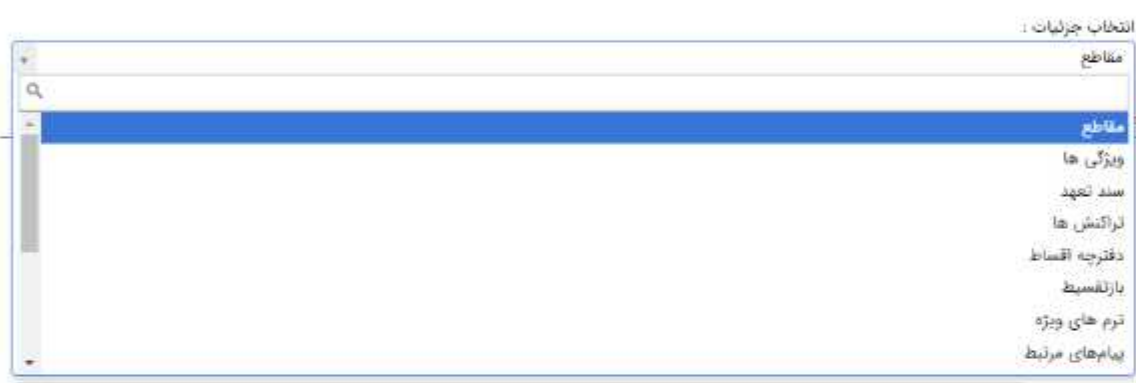 انتخاب جزئیات :
مقاطع
مقاطع
ویژگی ها
سند تعهد
تراکنش ها
دفترچه اقساط
بازتقسیط
ترم های ویژه
پیام‌های مرتبط